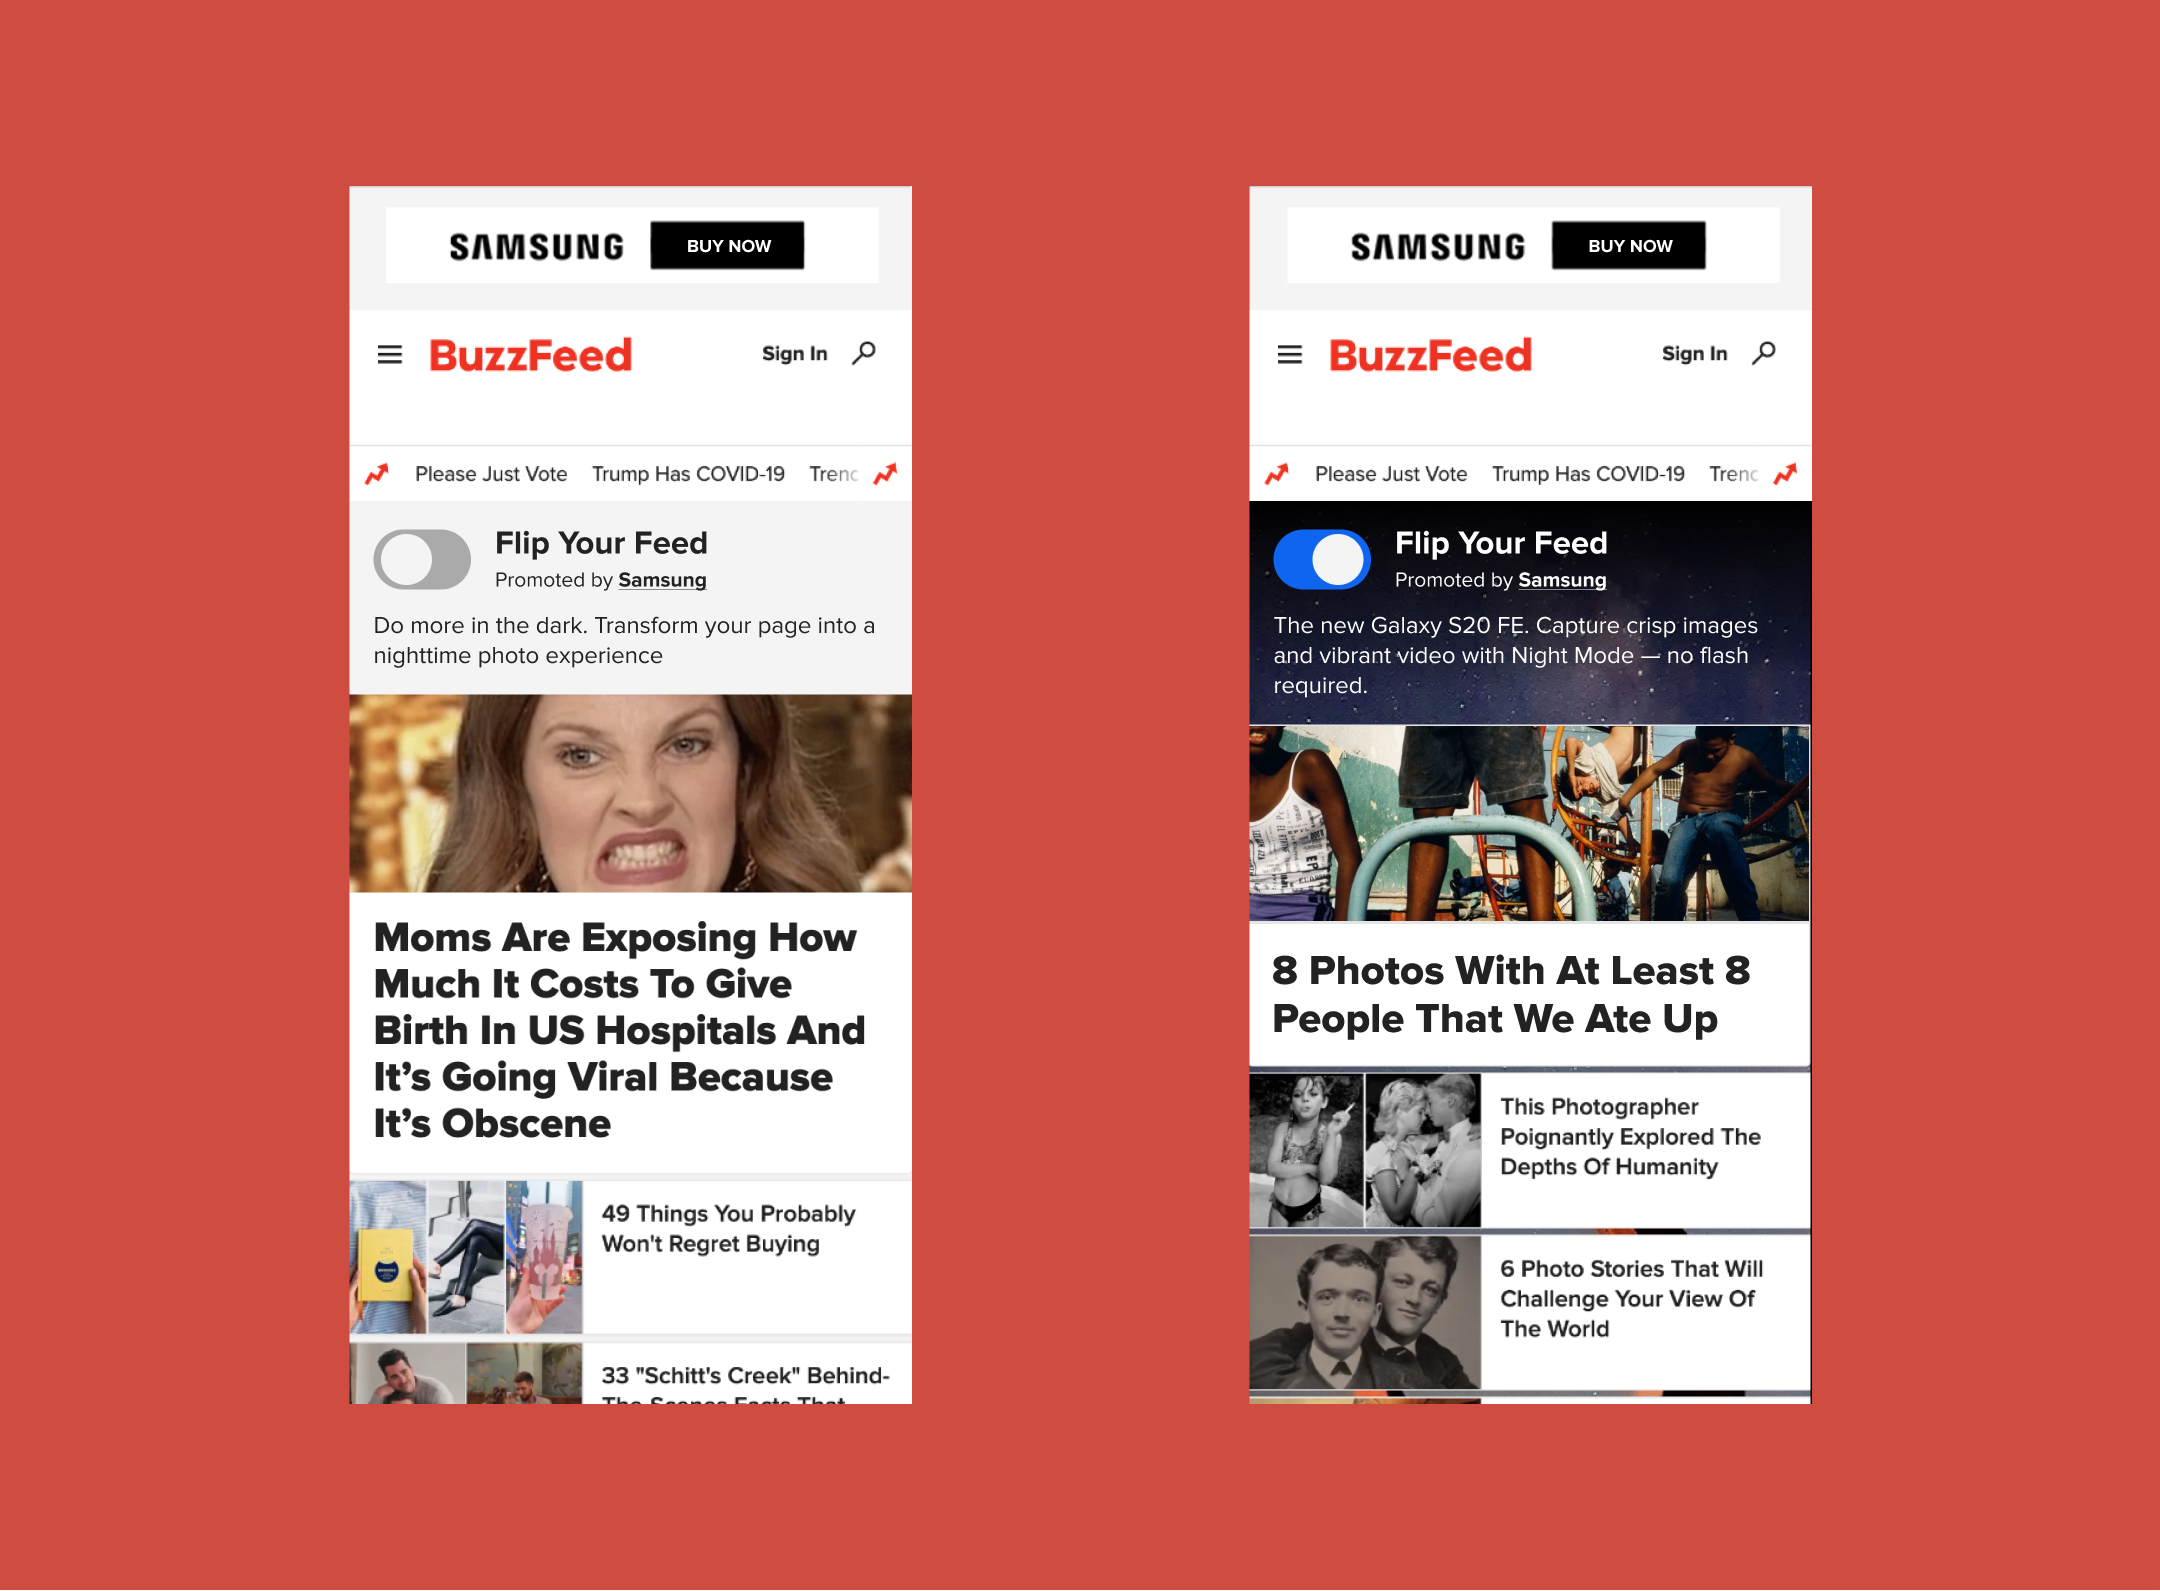 SAMSUNG BUY NOW
BuzzFeed Sign In
Please Just Vote Trump Has COVID-19 Trend
Flip Your Feed
Promoted by Samsung
Do more in the dark. Transform your page into a
nighttime photo experience
Moms Are Exposing How
Much It Costs To Give
Birth In US Hospitals And
It’s Going Viral Because
It’s Obscene
49 Things You Probably
Won't Regret Buying
33 "Schitt's Creek" Behind-
The Scenes Facts That
SAMSUNG BUY NOW
BuzzFeed Sign In
Please Just Vote Trump Has COVID-19 Trend
Flip Your Feed
Promoted by Samsung
The new Galaxy S20 FE. Capture crisp images
and vibrant video with Night Mode — no flash
required.
8 Photos With At Least 8
People That We Ate Up
This Photographer
Poignantly Explored The
Depths Of Humanity
6 Photo Stories That Will
Challenge Your View Of
The World